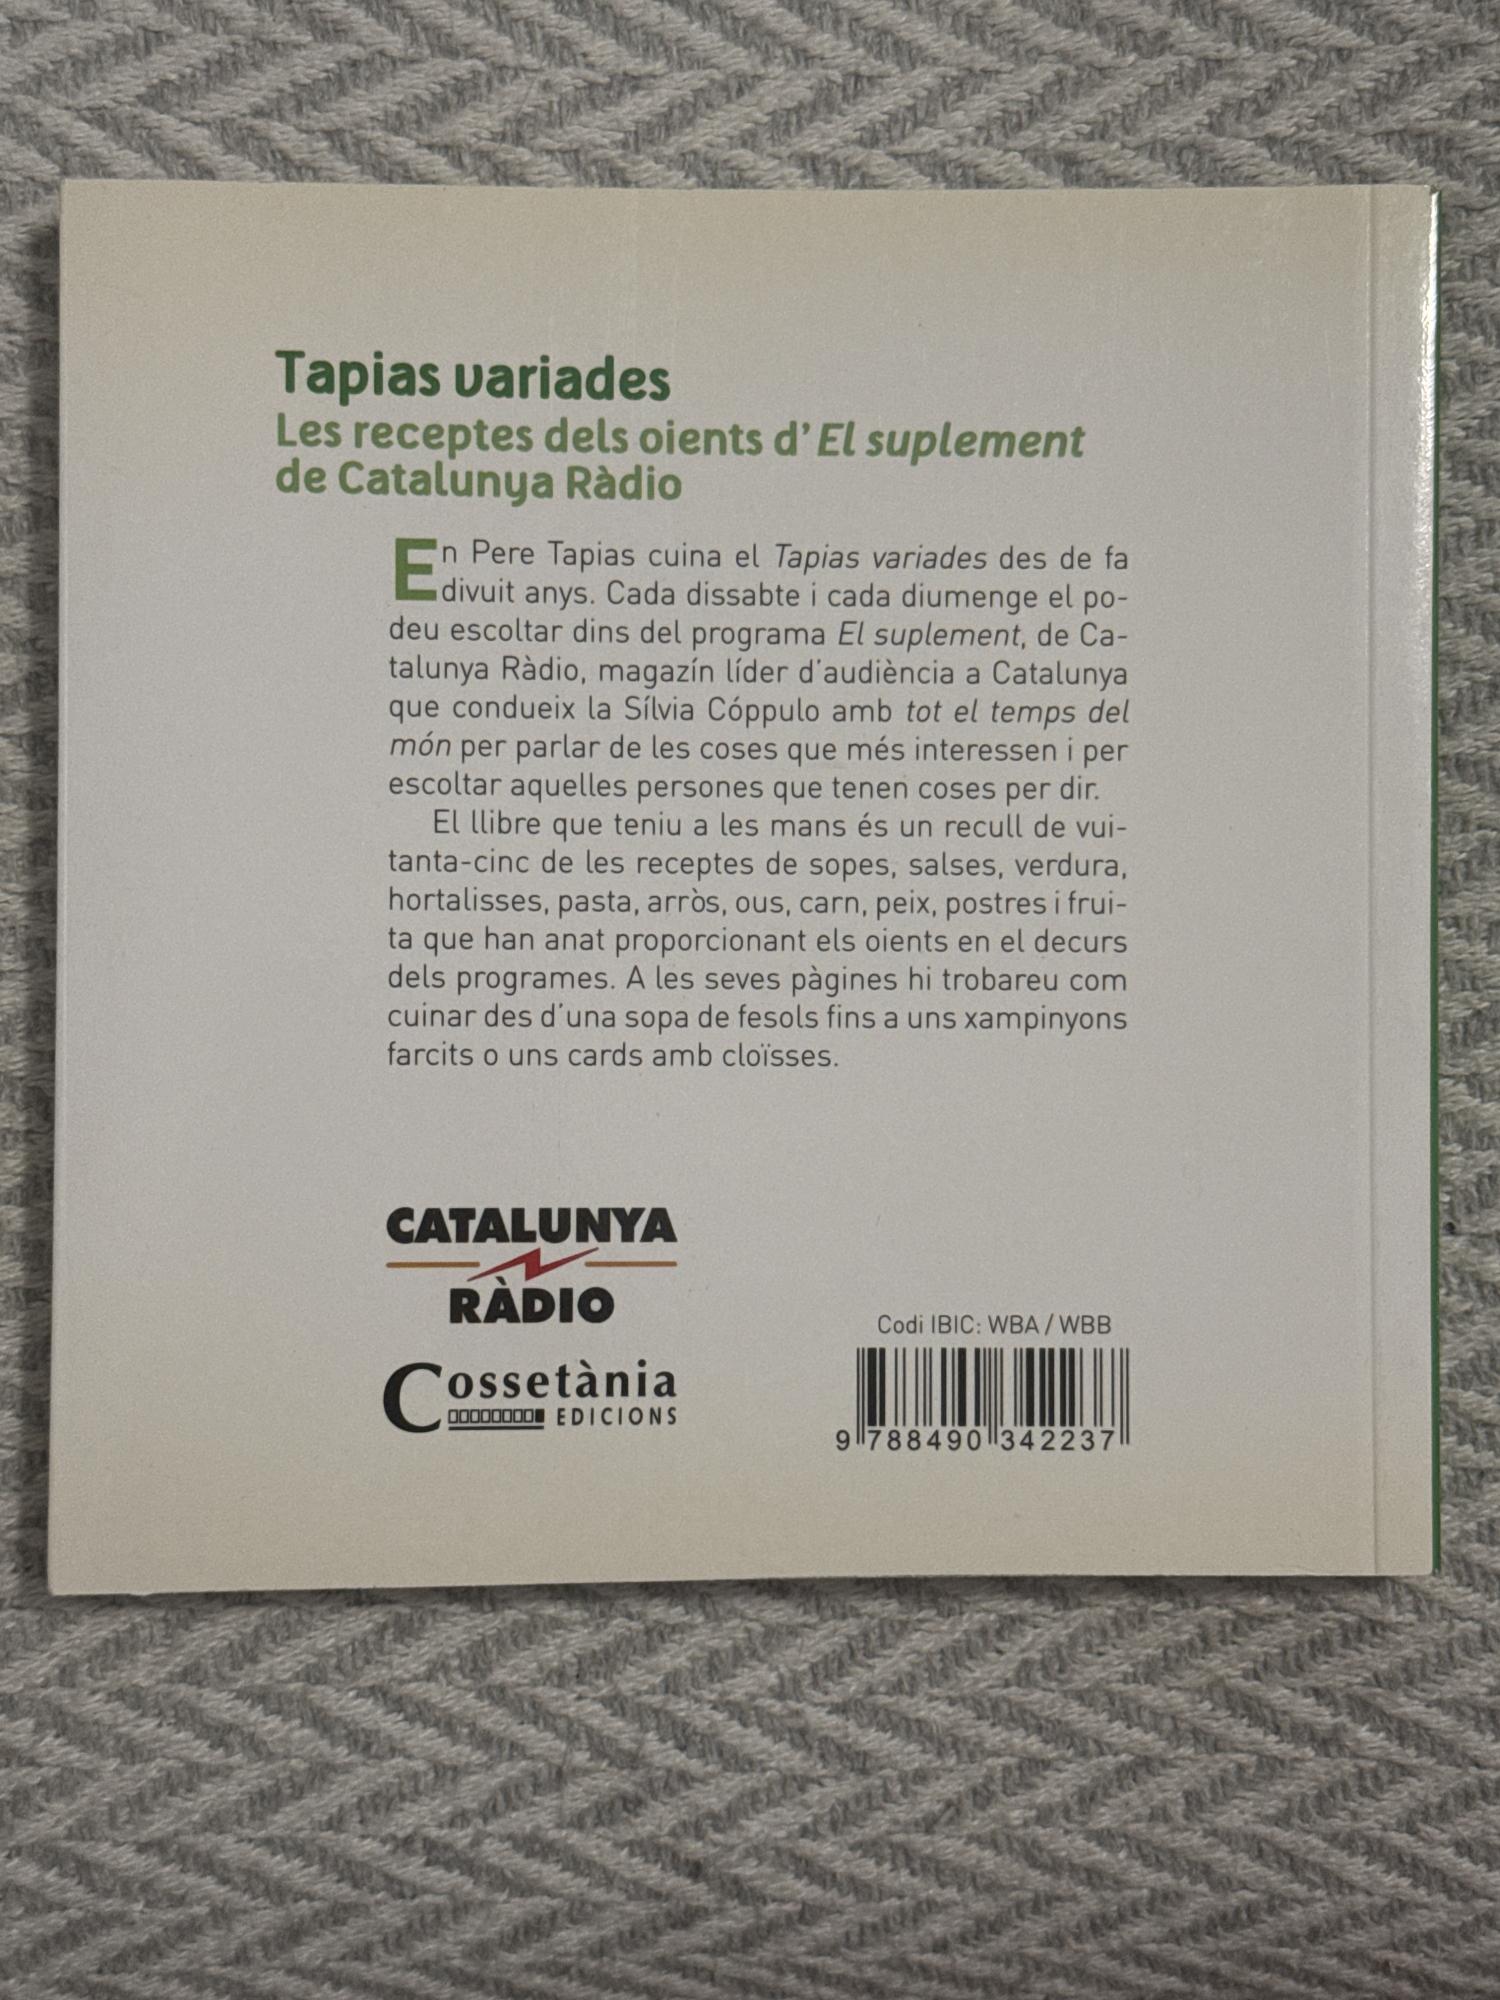 Tapias variades
Les receptes dels oients d’ El suplement
de Catalunya Ràdio
En Pere Tapias cuina el Tapias variades des de fa
divuit anys. Cada dissabte i cada diumenge el po-
deu escoltar dins del programa El suplement, de Ca-
talunya Ràdio, magazín líder d'audiència a Catalunya
que condueix la Sílvia Cóppulo amb tot el temps del
món per parlar de les coses que més interessen i per
escoltar aquelles persones que tenen coses per dir.
El llibre que teniu a les mans és un recull de vui-
tanta-cinc de les receptes de sopes, salses, verdura,
hortalisses, pasta, arròs, ous, carn, peix, postres i frui-
ta que han anat proporcionant els oients en el decurs
dels programes. A les seves pàgines hi trobareu com
cuinar des d'una sopa de fesols fins a uns xampinyons
farcits o uns cards amb cloïsses.
CATALUNYA
RÀDIO
Cossetània
EDICIONS
Codi IBIC: WBA / WBB
9 788490 342237